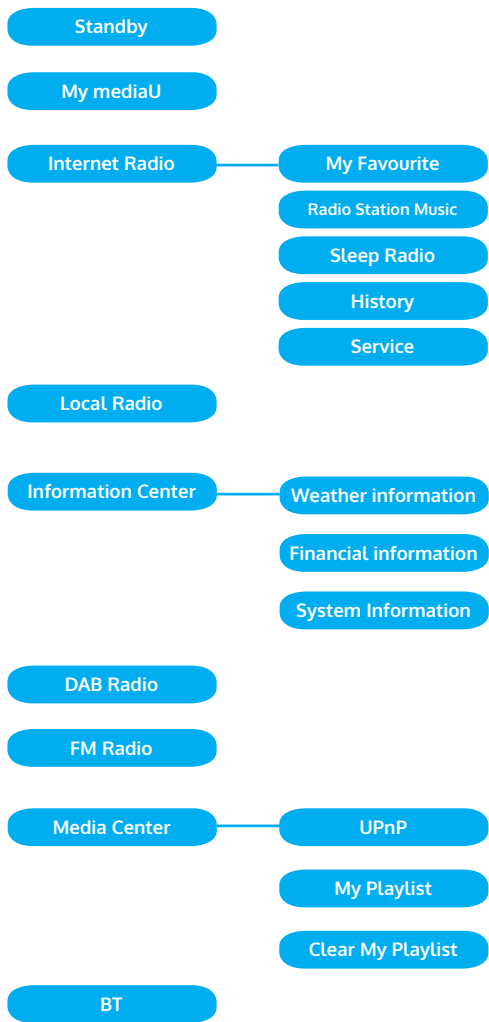 Standby
My mediaU
Internet Radio
My Favourite
Radio Station Music
Sleep Radio
History
Service
Local Radio
Information Center
Weather information
Financial information
System Information
DAB Radio
FM Radio
Media Center
UPnP
My Playlist
Clear My Playlist
BT